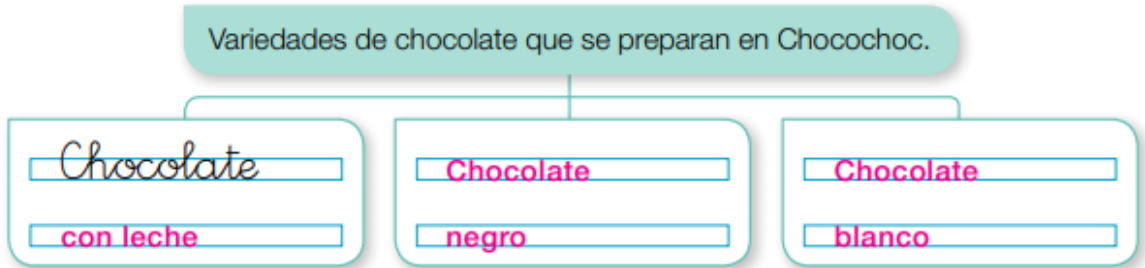 Variedades de chocolate que se preparan en Chocochoc.
Chocolate
con leche
Chocolate
negro
Chocolate
blanco